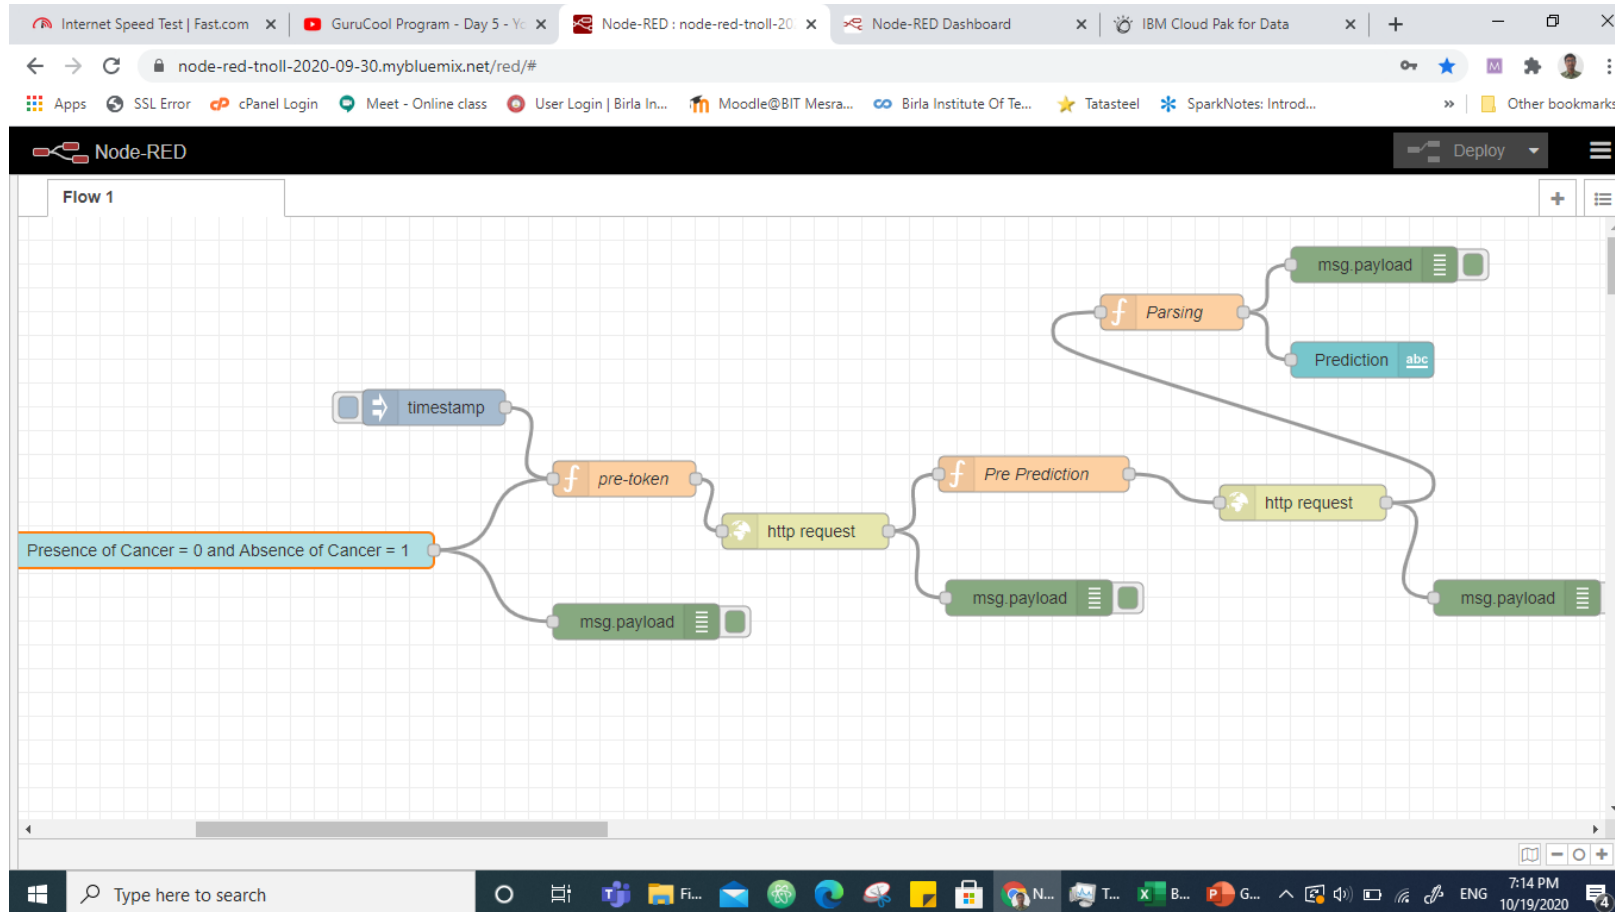 Internet Speed Test | Fast.com
GuruCool Program - Day 5 - Yo
Node-RED : node-red-tnoll-20
Node-RED Dashboard
IBM Cloud Pak for Data
node-red-tnoll-2020-09-30.mybluemix.net/red/#
M
Apps
SSL Error
cP cPanel Login
Meet - Online class
User Login | Birla In...
Moodle@BIT Mesra...
Birla Institute Of Te...
Tatasteel
SparkNotes: Introd...
»
Other bookmarks
Node-RED
Deploy
Flow 1
msg.payload
Parsing
Prediction abc
timestamp
pre-token
Pre Prediction
http request
http request
Presence of Cancer = 0 and Absence of Cancer = 1
msg.payload
msg.payload
msg.payload
Type here to search
Fi...
N...
T...
B...
G...
ENG
7:14 PM
10/19/2020
4